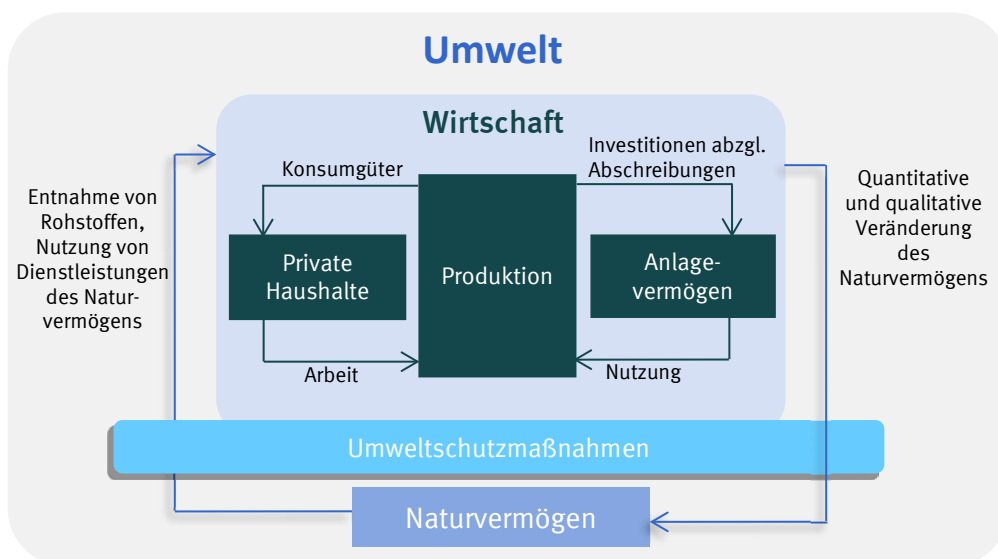 Umwelt
Wirtschaft
Konsumgüter
Investitionen abzgl.
Abschreibungen
Entnahme von
Rohstoffen,
Nutzung von
Dienstleistungen
des Natur-
vermögens
Private
Haushalte
Produktion
Anlage-
vermögen
Quantitative
und qualitative
Veränderung
des
Naturvermögens
Arbeit
Nutzung
Umweltschutzmaßnahmen
Naturvermögen